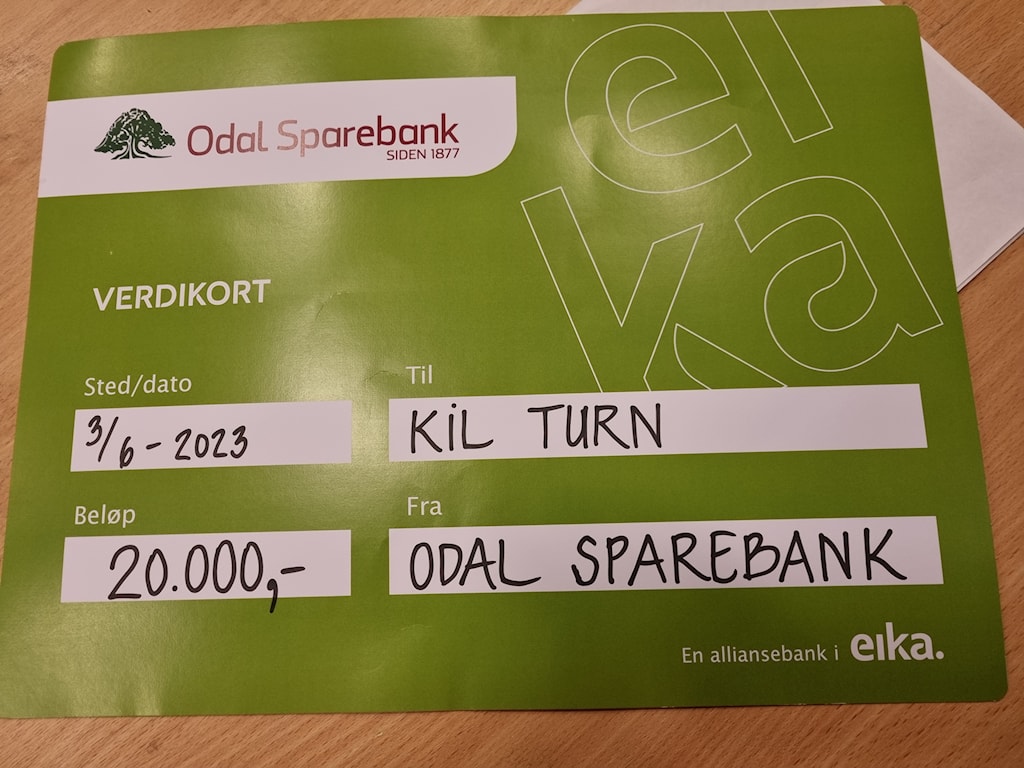 Odal Sparebank
SIDEN 1877
eika
VERDIKORT
Sted/dato
3/6 - 2023
Til
KiL TURN
Beløp
20.000,-
Fra
ODAL SPAREBANK
En alliansebank i eika.